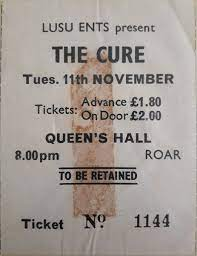 LUSU ENTS present
THE CURE
Tues. 11th NOVEMBER
Tickets: Advance £1.80
On Door £2.00
QUEEN'S HALL
8.00pm ROAR
TO BE RETAINED
Ticket Nº 1144